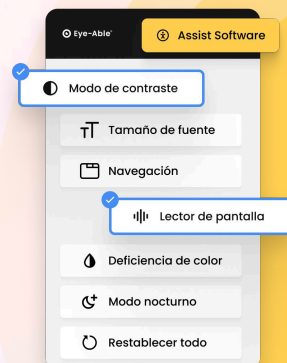 Eye-Able®
Assist Software
Modo de contraste
Tamaño de fuente
Navegación
Lector de pantalla
Deficiencia de color
Modo nocturno
Restablecer todo